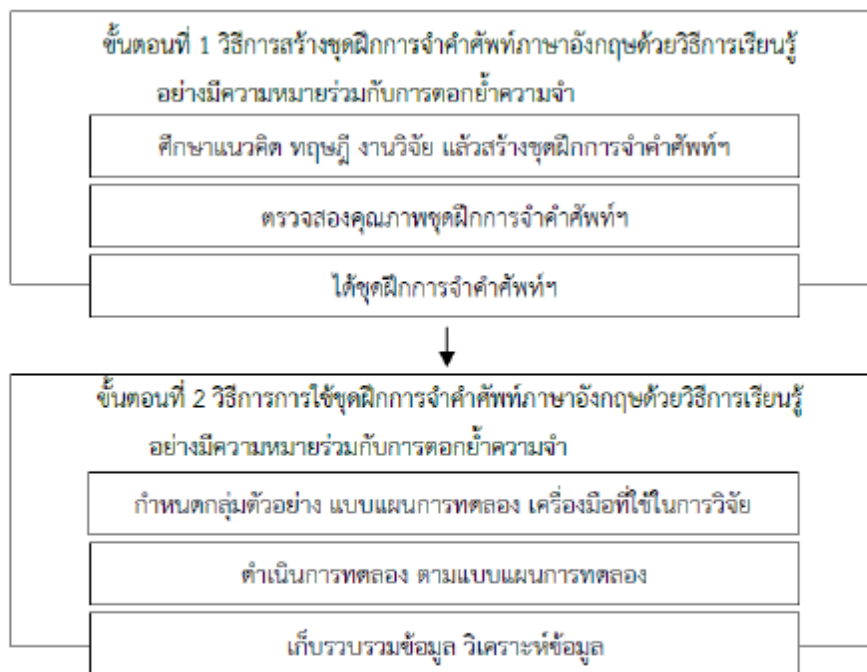 ขั้นตอนที่ 1 วิธีการสร้างชุดฝึกการจำคำศัพท์ภาษาอังกฤษด้วยวิธีการเรียนรู้
อย่างมีความหมายร่วมกับการตอกย้ำความจำ
ศึกษาแนวคิด ทฤษฎี งานวิจัย แล้วสร้างชุดฝึกการจำคำศัพท์ฯ
ตรวจสองคุณภาพชุดฝึกการจำคำศัพท์ฯ
ได้ชุดฝึกการจำคำศัพท์ฯ
ขั้นตอนที่ 2 วิธีการการใช้ชุดฝึกการจำคำศัพท์ภาษาอังกฤษด้วยวิธีการเรียนรู้
อย่างมีความหมายร่วมกับการตอกย้ำความจำ
กำหนดกลุ่มตัวอย่าง แบบแผนการทดลอง เครื่องมือที่ใช้ในการวิจัย
ดำเนินการทดลอง ตามแบบแผนการทดลอง
เก็บรวบรวมข้อมูล วิเคราะห์ข้อมูล